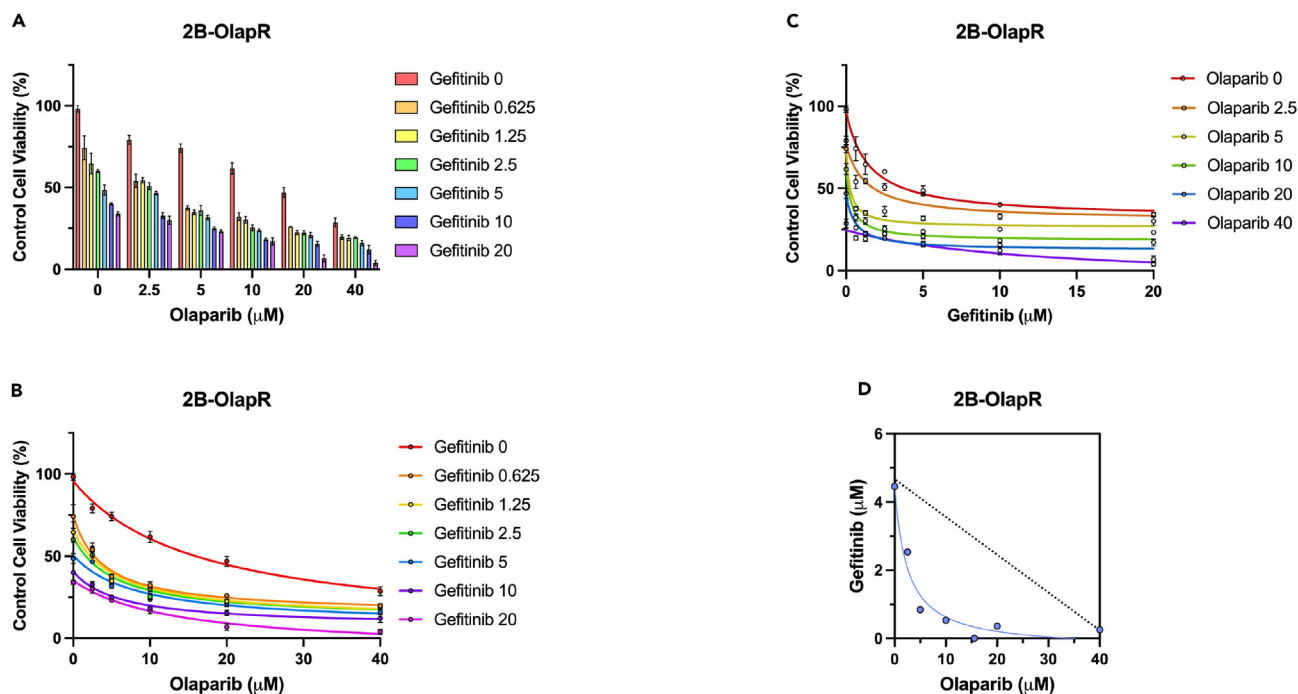 A
2B-OlapR
Control Cell Viability (%)
100
50
0
0 2.5 5 10 20 40
Olaparib (μM)
Gefitinib 0
Gefitinib 0.625
Gefitinib 1.25
Gefitinib 2.5
Gefitinib 5
Gefitinib 10
Gefitinib 20
C
2B-OlapR
Control Cell Viability (%)
100
50
0
0 5 10 15 20
Gefitinib (μM)
Olaparib 0
Olaparib 2.5
Olaparib 5
Olaparib 10
Olaparib 20
Olaparib 40
B
2B-OlapR
Control Cell Viability (%)
100
50
0
0 10 20 30 40
Olaparib (μM)
Gefitinib 0
Gefitinib 0.625
Gefitinib 1.25
Gefitinib 2.5
Gefitinib 5
Gefitinib 10
Gefitinib 20
D
2B-OlapR
Gefitinib (μM)
6
4
2
0
0 10 20 30 40
Olaparib (μM)